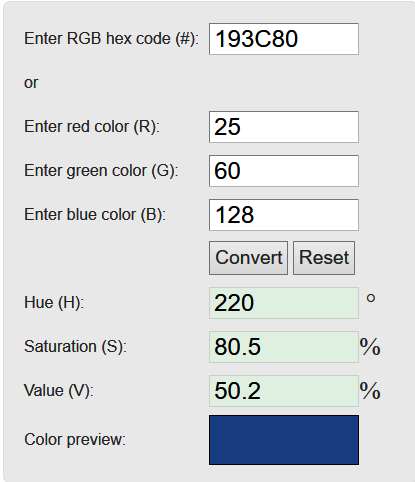 Enter RGB hex code (#): 193C80
or
Enter red color (R): 25
Enter green color (G): 60
Enter blue color (B): 128
Convert Reset
Hue (H): 220 °
Saturation (S): 80.5 %
Value (V): 50.2 %
Color preview: